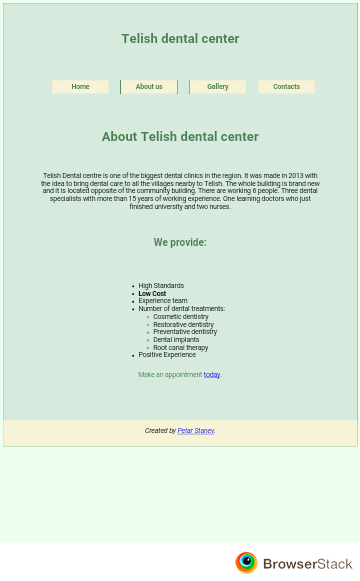 Telish dental center
Home
About us
Gallery
Contacts
About Telish dental center
Telish Dental centre is one of the biggest dental clinics in the region. It was made in 2013 with
the idea to bring dental care to all the villages nearby to Telish. The whole building is brand new
and it is located opposite of the community building. There are working 6 people. Three dental
specialists with more than 15 years of working experience. One learning doctors who just
finished university and two nurses.
We provide:
High Standards
Low Cost
Experience team
Number of dental treatments:
Cosmetic dentistry
Restorative dentistry
Preventative dentistry
Dental implants
Root canal therapy
Positive Experience
Make an appointment today.
Created by Petar Stanev.
BrowserStack